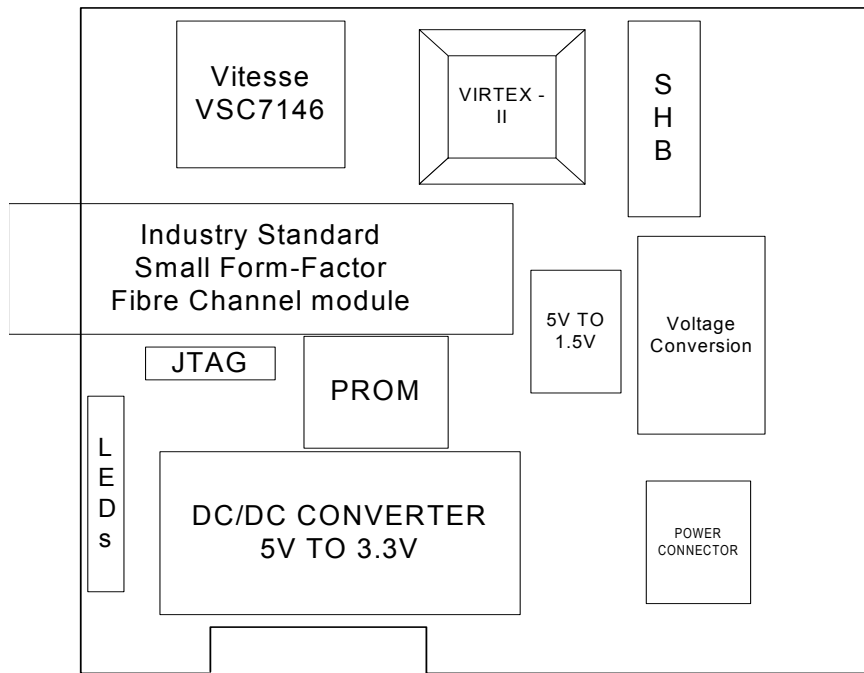 Vitesse
VSC7146
VIRTEX -
II
S
H
B
Industry Standard
Small Form-Factor
Fibre Channel module
5V TO
1.5V
Voltage
Conversion
JTAG
PROM
L
E
D
s
DC/DC CONVERTER
5V TO 3.3V
POWER
CONNECTOR